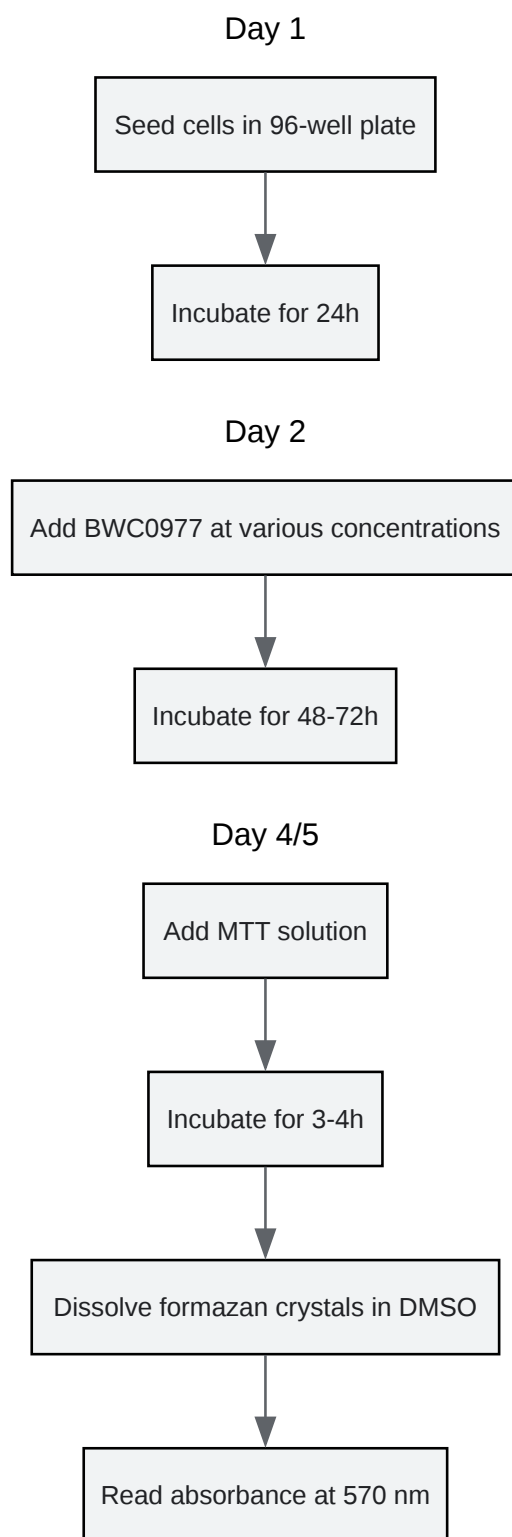 Day 1
Seed cells in 96-well plate
Incubate for 24h
Day 2
Add BWC0977 at various concentrations
Incubate for 48-72h
Day 4/5
Add MTT solution
Incubate for 3-4h
Dissolve formazan crystals in DMSO
Read absorbance at 570 nm